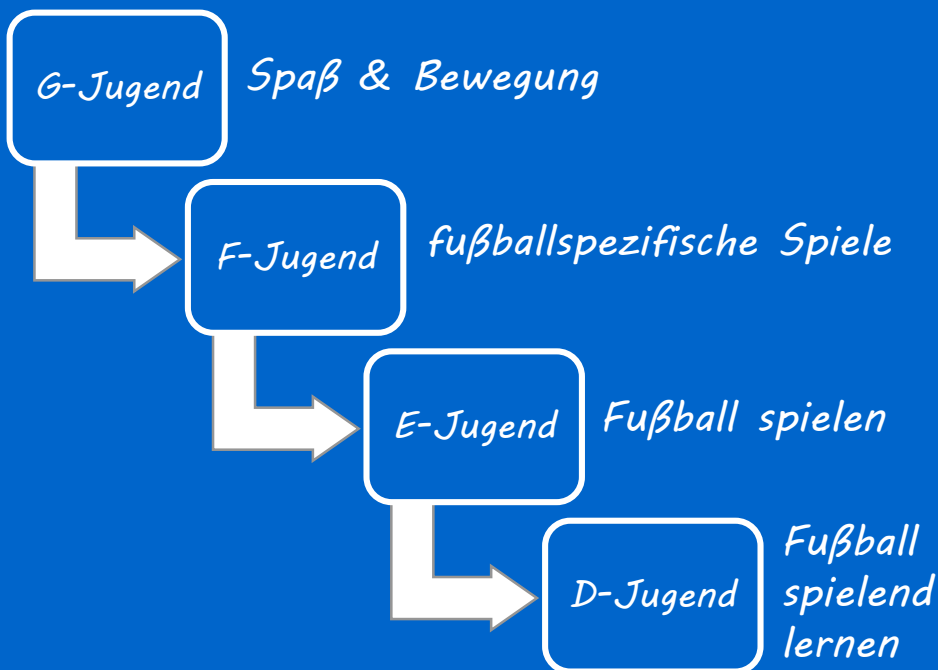 G-Jugend
Spaß & Bewegung
F-Jugend
fußballspezifische Spiele
E-Jugend
Fußball spielen
D-Jugend
Fußball
spielend
lernen